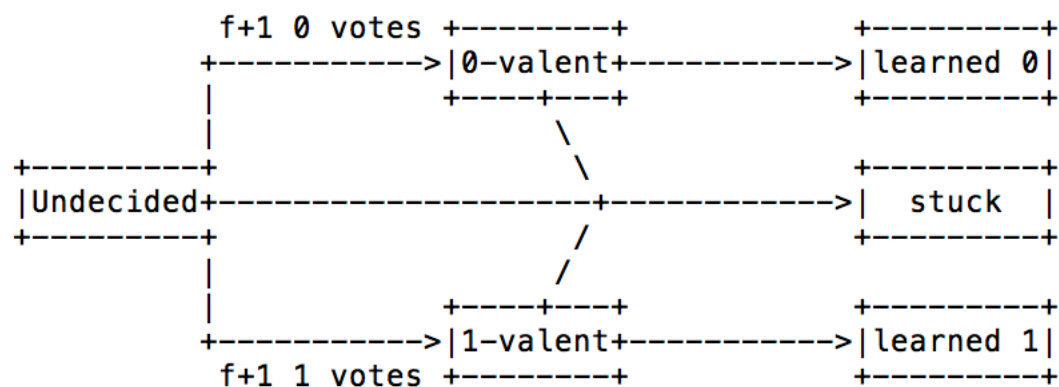 f+1 0 votes
0-valent learned 0
Undecided stuck
1-valent learned 1
f+1 1 votes